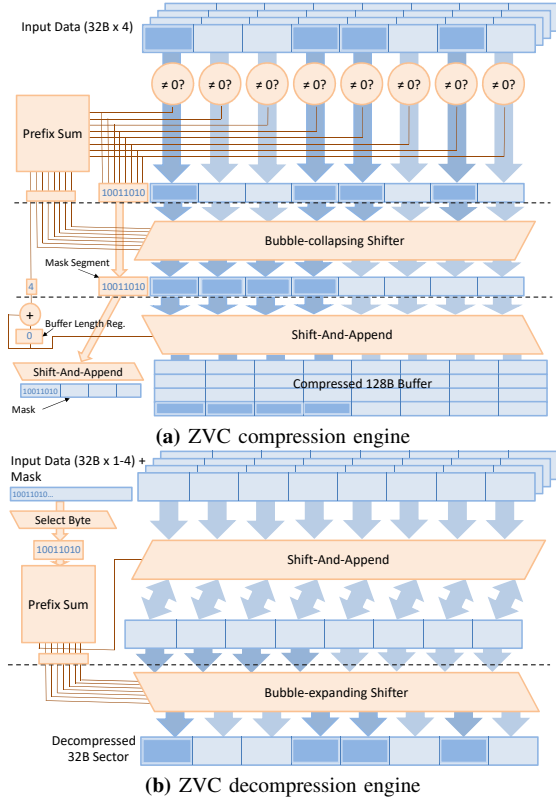 Input Data (32B x 4)
≠ 0? ≠ 0? ≠ 0? ≠ 0? ≠ 0? ≠ 0? ≠ 0? ≠ 0?
Prefix Sum
10011010
Bubble-collapsing Shifter
Mask Segment
4
10011010
+
Buffer Length Reg.
0
Shift-And-Append
Shift-And-Append
Compressed 128B Buffer
10011010
Mask
(a) ZVC compression engine
Input Data (32B x 1-4) +
Mask
10011010...
Select Byte
10011010
Shift-And-Append
Prefix Sum
Bubble-expanding Shifter
Decompressed
32B Sector
(b) ZVC decompression engine